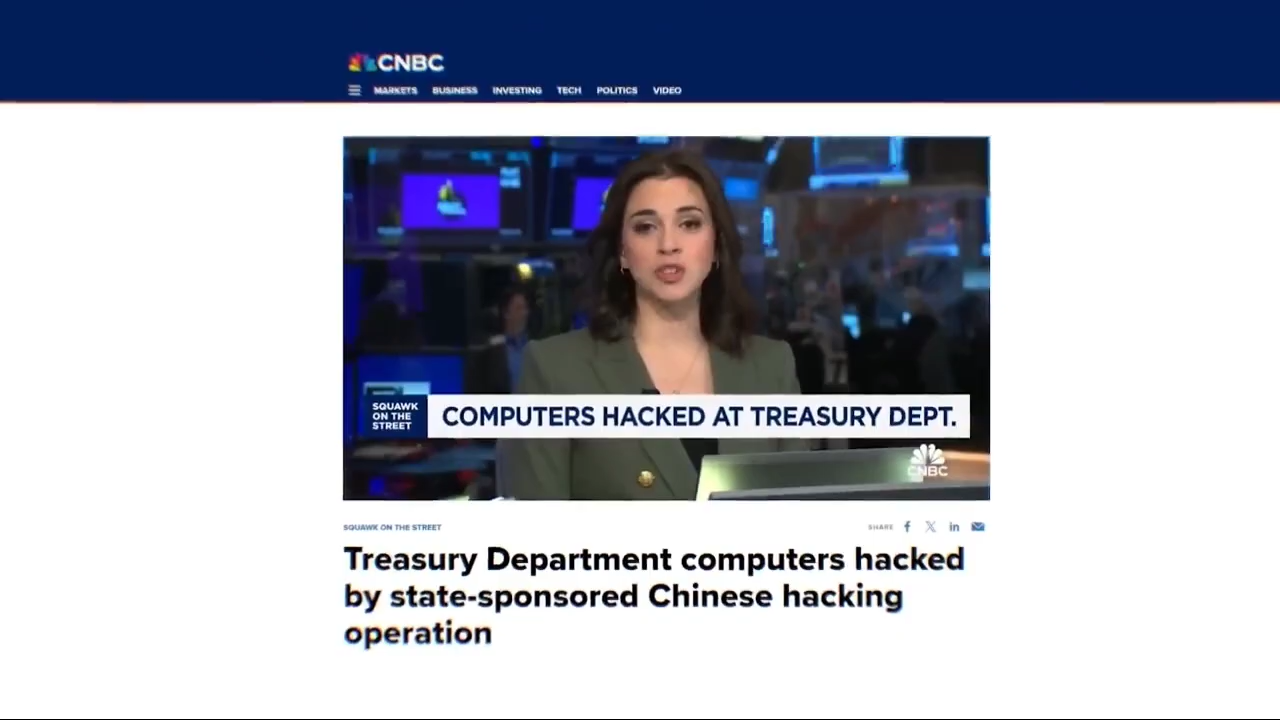 CNBC
MARKETS BUSINESS INVESTING TECH POLITICS VIDEO
SQUAWK
ON THE
STREET
COMPUTERS HACKED AT TREASURY DEPT.
CNBC
SQUAWK ON THE STREET
SHARE
Treasury Department computers hacked
by state-sponsored Chinese hacking
operation